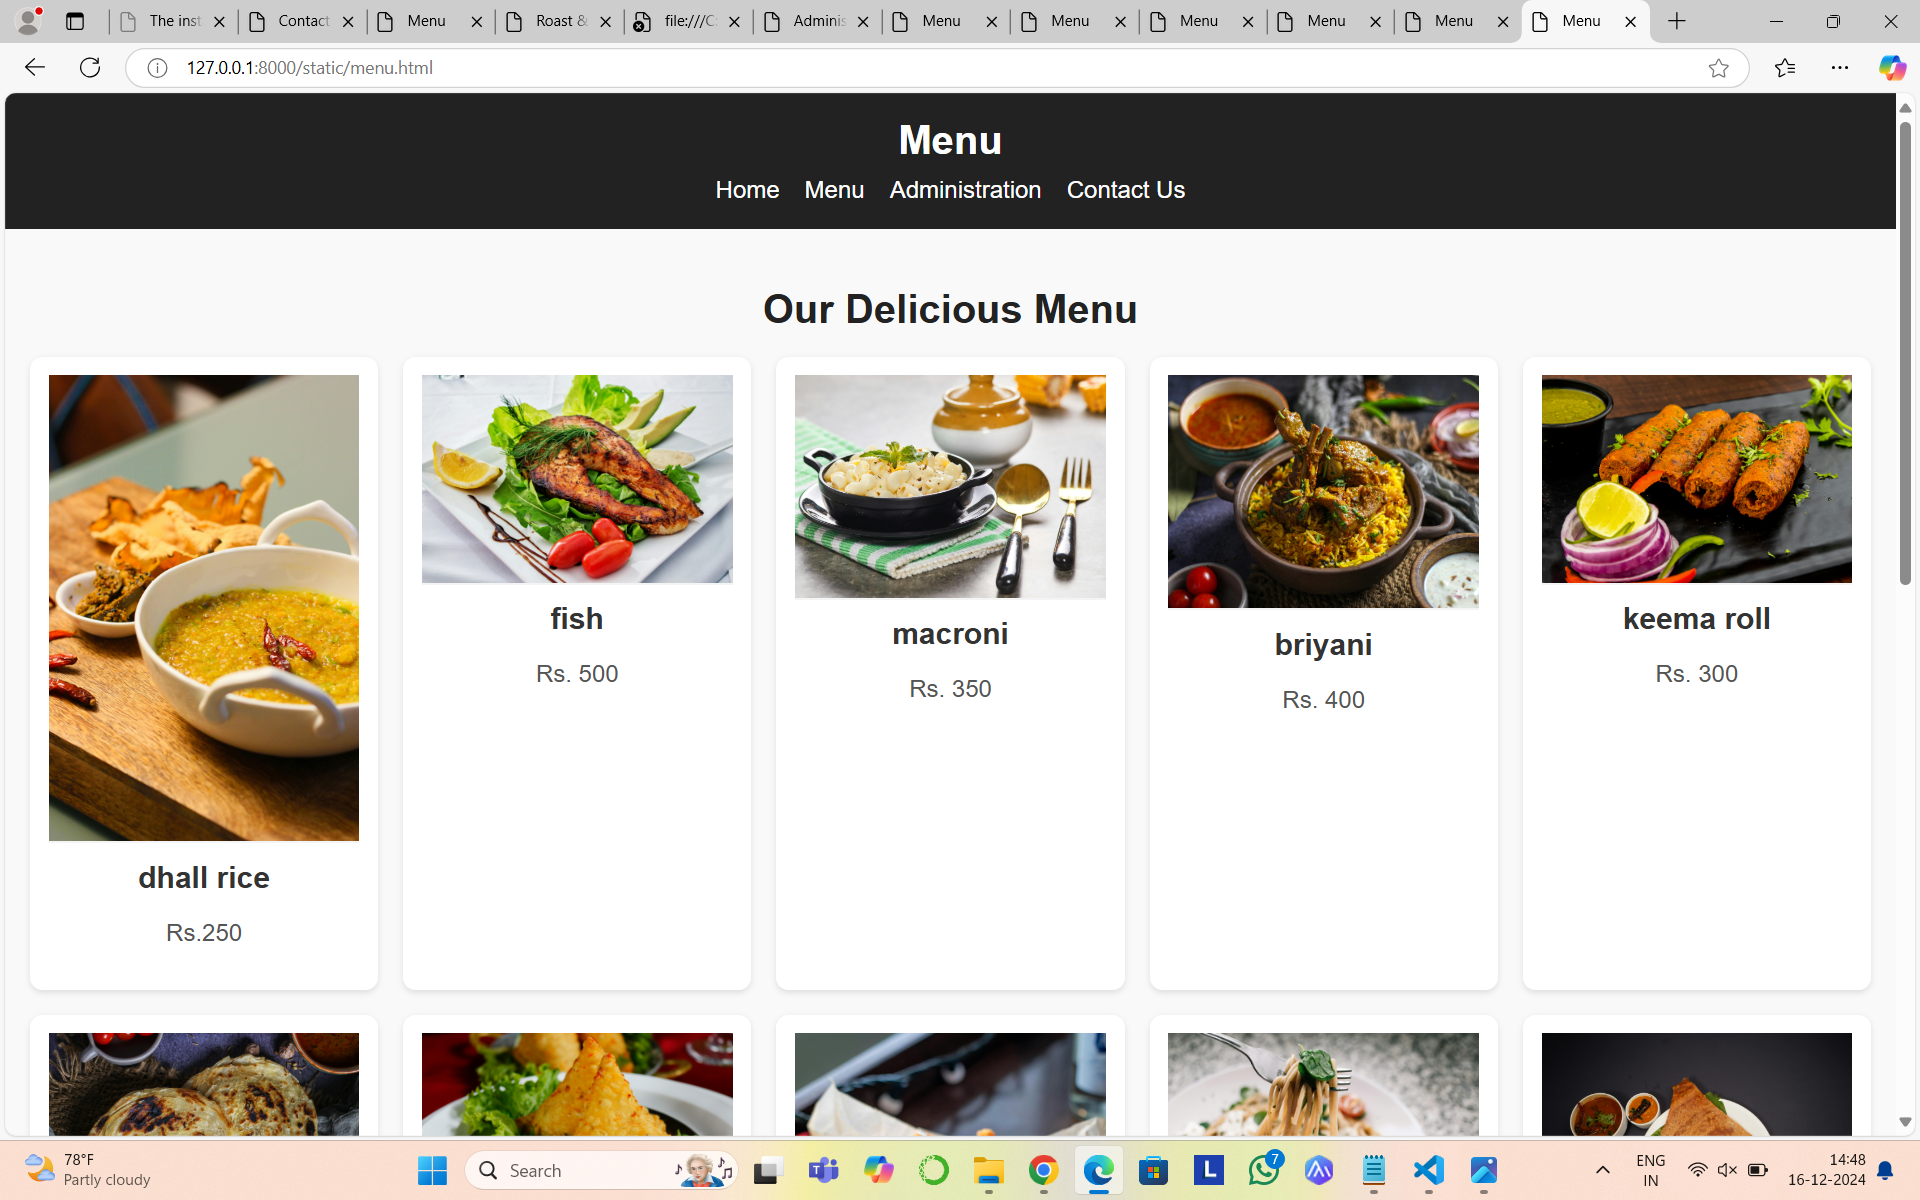 The inst
Contact
Menu
Roast &
file:///C:
Adminis
Menu
Menu
Menu
Menu
Menu
Menu
127.0.0.1:8000/static/menu.html
Menu
Home Menu Administration Contact Us
Our Delicious Menu
dhall rice
Rs.250
fish
Rs. 500
macroni
Rs. 350
briyani
Rs. 400
keema roll
Rs. 300
78°F
Partly cloudy
Search
L
7
ENG
IN
14:48
16-12-2024